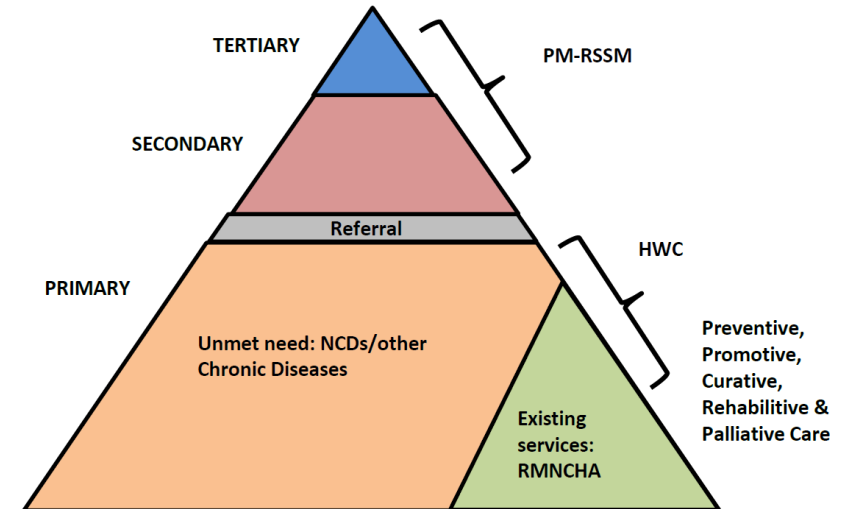 TERTIARY
PM-RSSM
SECONDARY
Referral
HWC
PRIMARY
Unmet need: NCDs/other
Chronic Diseases
Preventive,
Promotive,
Curative,
Rehabilitive &
Palliative Care
Existing
services:
RMNCHA